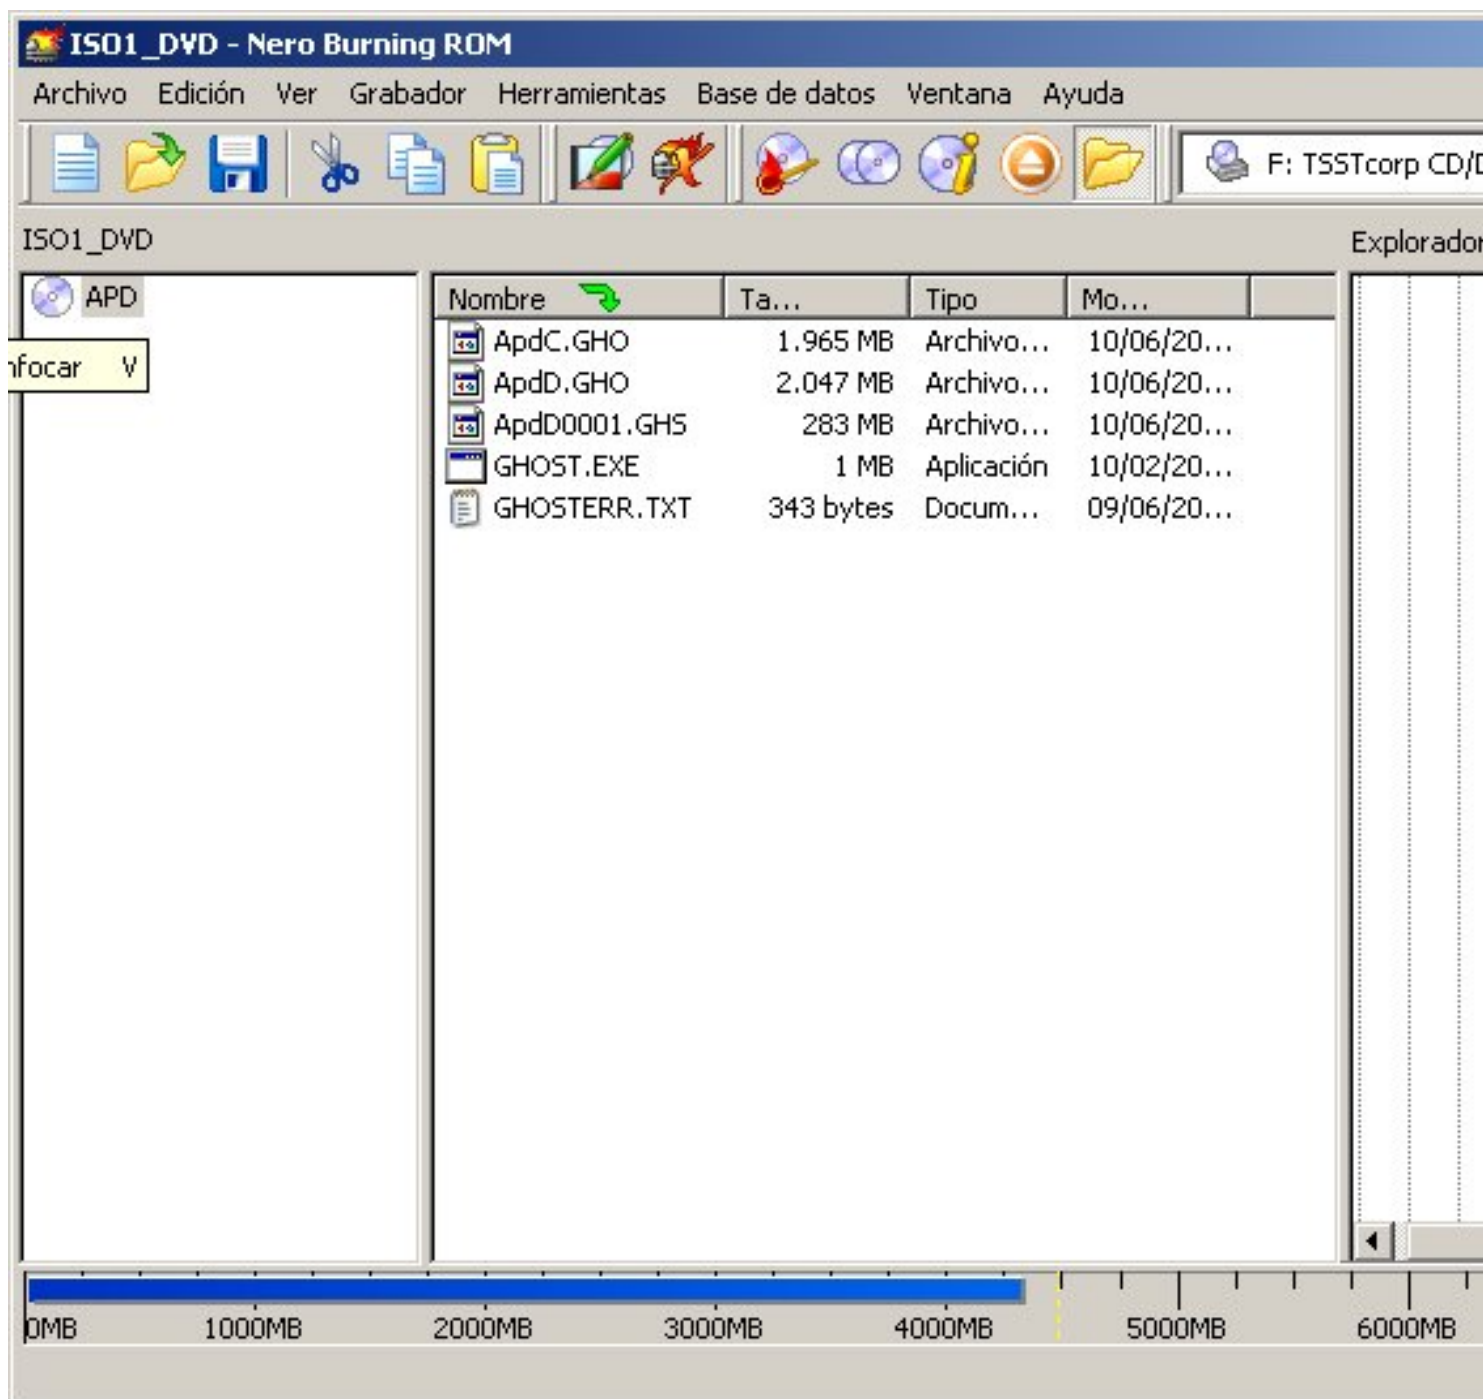 ISO1_DVD - Nero Burning ROM
Archivo Edición Ver Grabador Herramientas Base de datos Ventana Ayuda
F: TSSTcorp CD/D
ISO1_DVD Explorador
APD
nfocar V
Nombre Ta... Tipo Mo...
ApdC.GHO 1.965 MB Archivo... 10/06/20...
ApdD.GHO 2.047 MB Archivo... 10/06/20...
ApdD0001.GHS 283 MB Archivo... 10/06/20...
GHOST.EXE 1 MB Aplicación 10/02/20...
GHOSTERR.TXT 343 bytes Docum... 09/06/20...
0MB 1000MB 2000MB 3000MB 4000MB 5000MB 6000MB